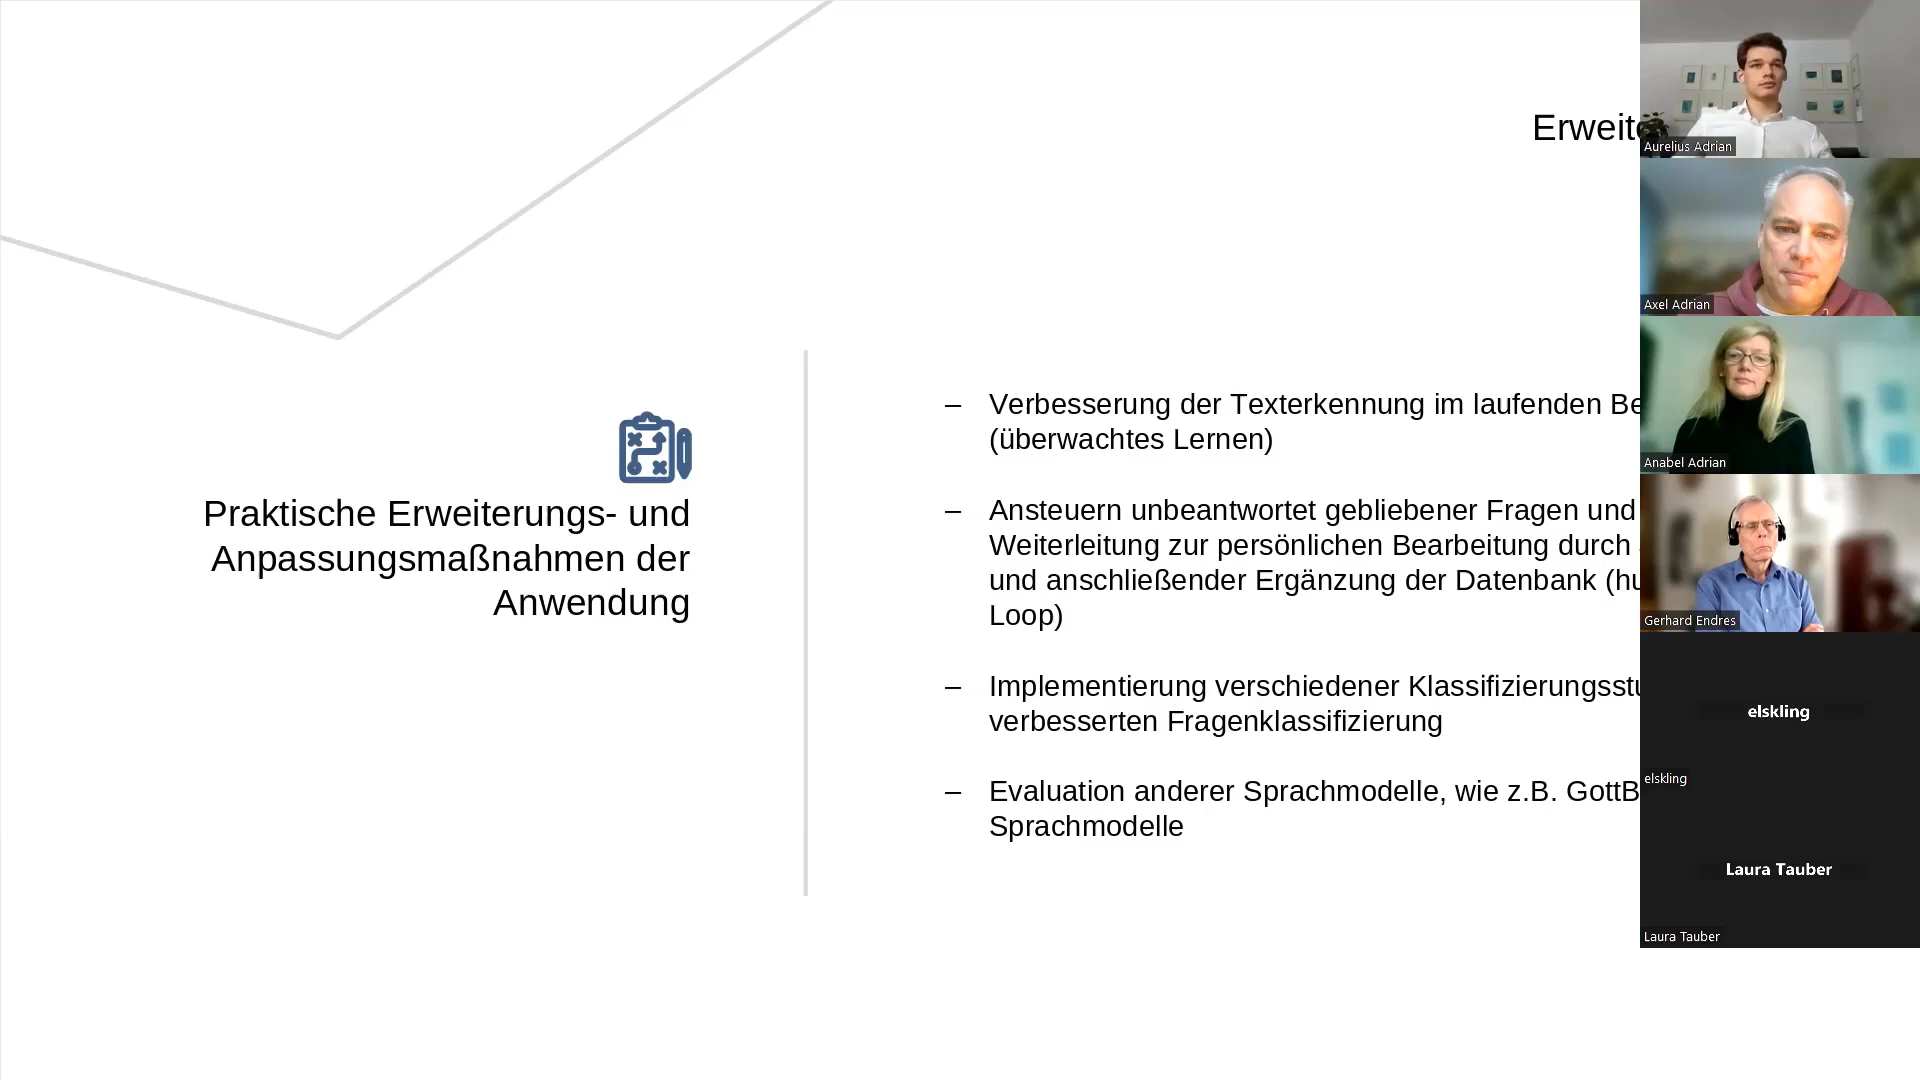 Erweite
Praktische Erweiterungs- und
Anpassungsmaßnahmen der
Anwendung
– Verbesserung der Texterkennung im laufenden Be
(überwachtes Lernen)
– Ansteuern unbeantwortet gebliebener Fragen und
Weiterleitung zur persönlichen Bearbeitung durch
und anschließender Ergänzung der Datenbank (hu
Loop)
– Implementierung verschiedener Klassifizierungsstu
verbesserten Fragenklassifizierung
– Evaluation anderer Sprachmodelle, wie z.B. GottB
Sprachmodelle
Aurelius Adrian
Axel Adrian
Anabel Adrian
Gerhard Endres
elskling
elskling
Laura Tauber
Laura Tauber